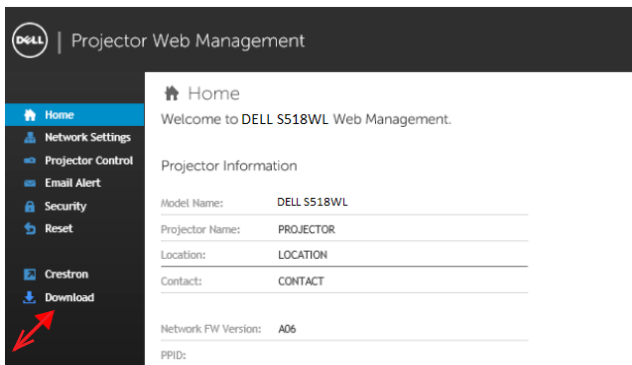 DELL | Projector Web Management
Home
Network Settings
Projector Control
Email Alert
Security
Reset
Crestron
Download
Home
Welcome to DELL S518WL Web Management.
Projector Information
Model Name: DELL S518WL
Projector Name: PROJECTOR
Location: LOCATION
Contact: CONTACT
Network FW Version: A06
PPID: